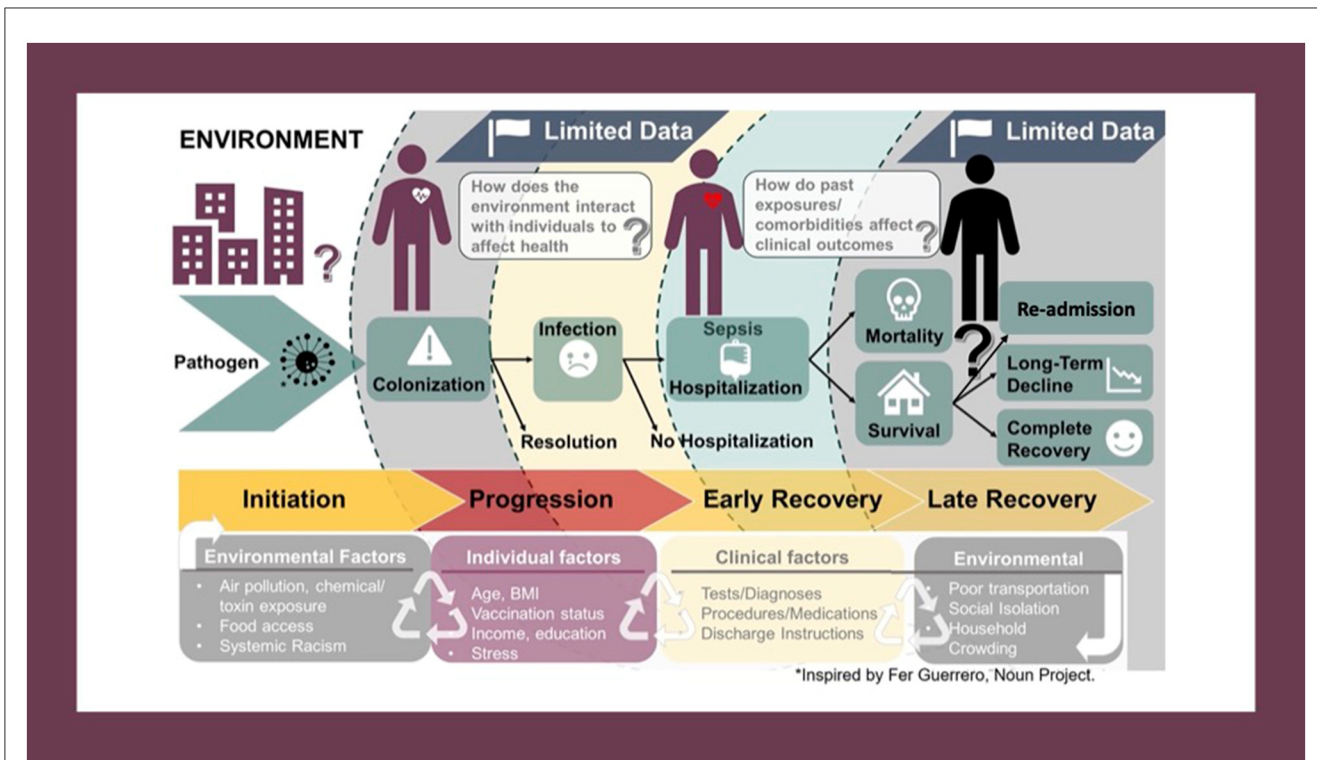 ENVIRONMENT
Limited Data
Limited Data
How does the
environment interact
with individuals to
affect health
?
How do past
exposures/
comorbidities affect
clinical outcomes
?
?
Pathogen
Colonization
Infection
Resolution
Sepsis
Hospitalization
No Hospitalization
Mortality
Survival
?
Re-admission
Long-Term
Decline
Complete
Recovery
Initiation
Progression
Early Recovery
Late Recovery
Environmental Factors
• Air pollution, chemical/
toxin exposure
• Food access
• Systemic Racism
Individual factors
Age, BMI
Vaccination status
Income, education
• Stress
Clinical factors
Tests/Diagnoses
Procedures/Medications
Discharge Instructions
Environmental
• Poor transportation
Social Isolation
• Household
Crowding
*Inspired by Fer Guerrero, Noun Project.